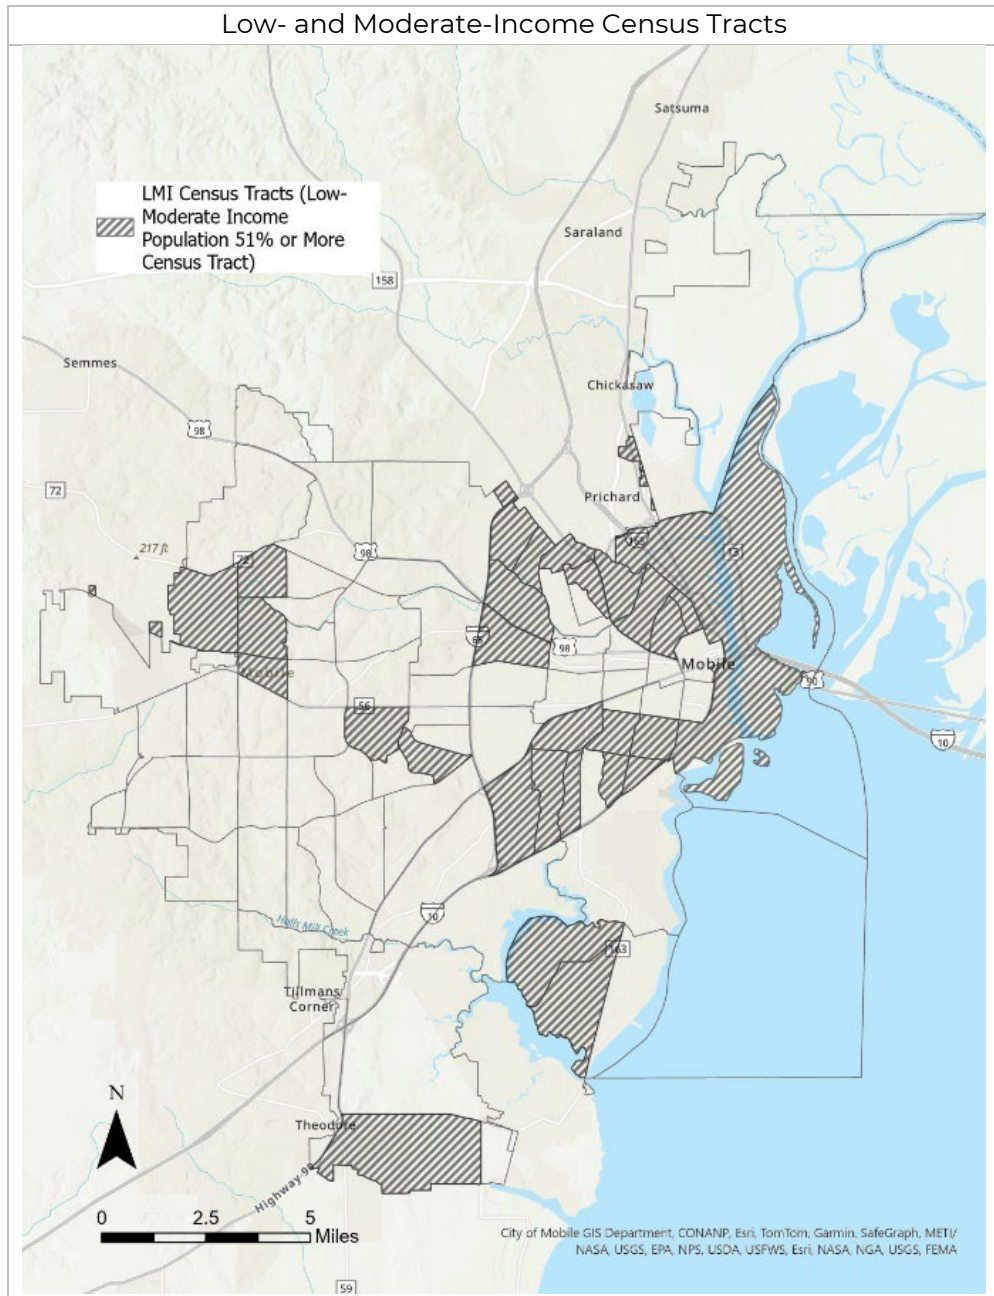 Low- and Moderate-Income Census Tracts
Satsuma
LMI Census Tracts (Low-
Moderate Income
Population 51% or More
Census Tract)
Saraland
158
Semmes
Chickasaw
98
72
Prichard
165
217 ft
72
98
13
65
98
Mobile
Mobile
90
56
10
10
Halls Mill Creek
163
Tillmans
Corner
N
Theodore
Highway 90
0 2.5 5
Miles
City of Mobile GIS Department, CONANP, Esri, TomTom, Garmin, SafeGraph, METI/
NASA, USGS, EPA, NPS, USDA, USFWS, Esri, NASA, NGA, USGS, FEMA
59